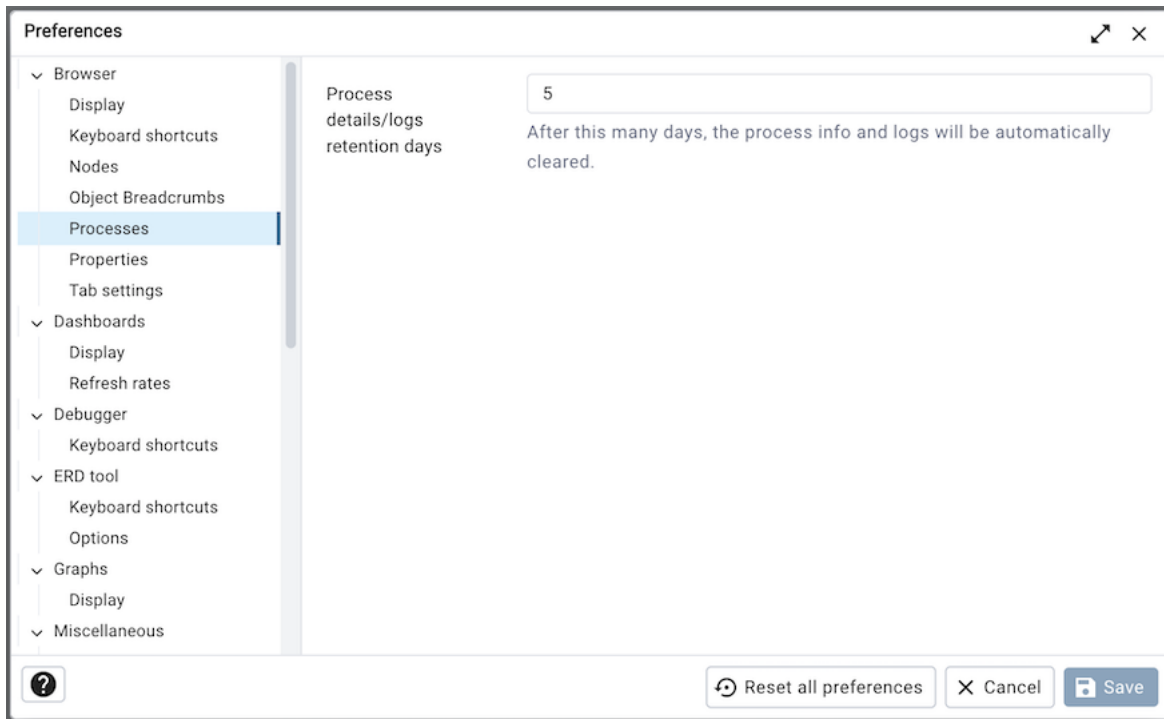 Preferences
Browser
Display
Keyboard shortcuts
Nodes
Object Breadcrumbs
Processes
Properties
Tab settings
Dashboards
Display
Refresh rates
Debugger
Keyboard shortcuts
ERD tool
Keyboard shortcuts
Options
Graphs
Display
Miscellaneous
Process
details/logs
retention days
5
After this many days, the process info and logs will be automatically
cleared.
?
Reset all preferences
Cancel
Save